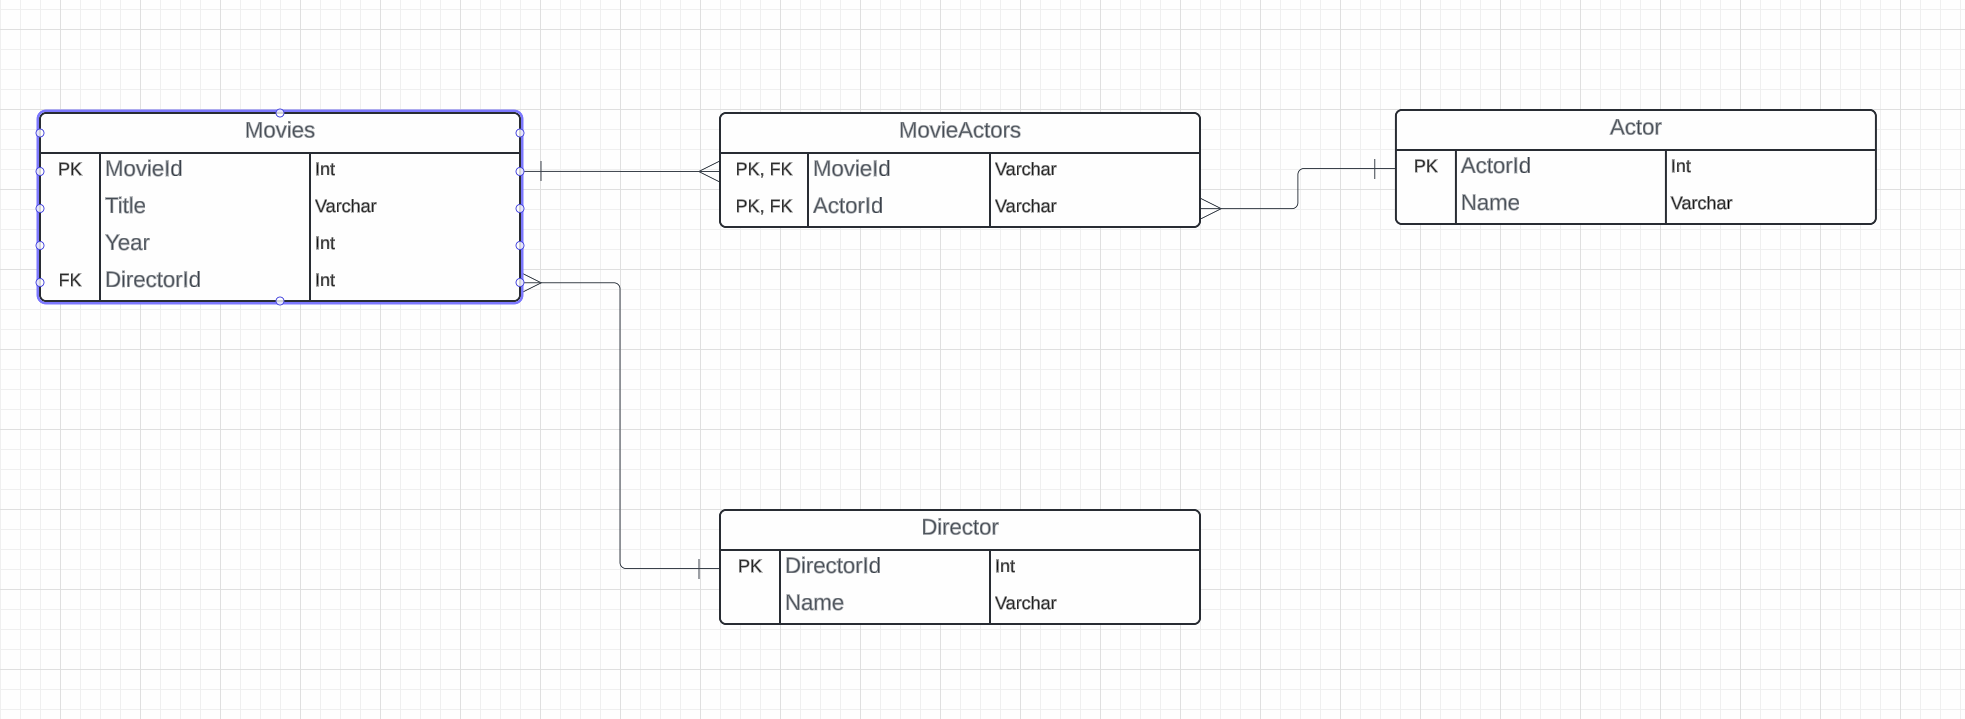 Movies
PK MovieId Int
Title Varchar
Year Int
FK DirectorId Int
MovieActors
PK, FK MovieId Varchar
PK, FK ActorId Varchar
Actor
PK ActorId Int
Name Varchar
Director
PK DirectorId Int
Name Varchar